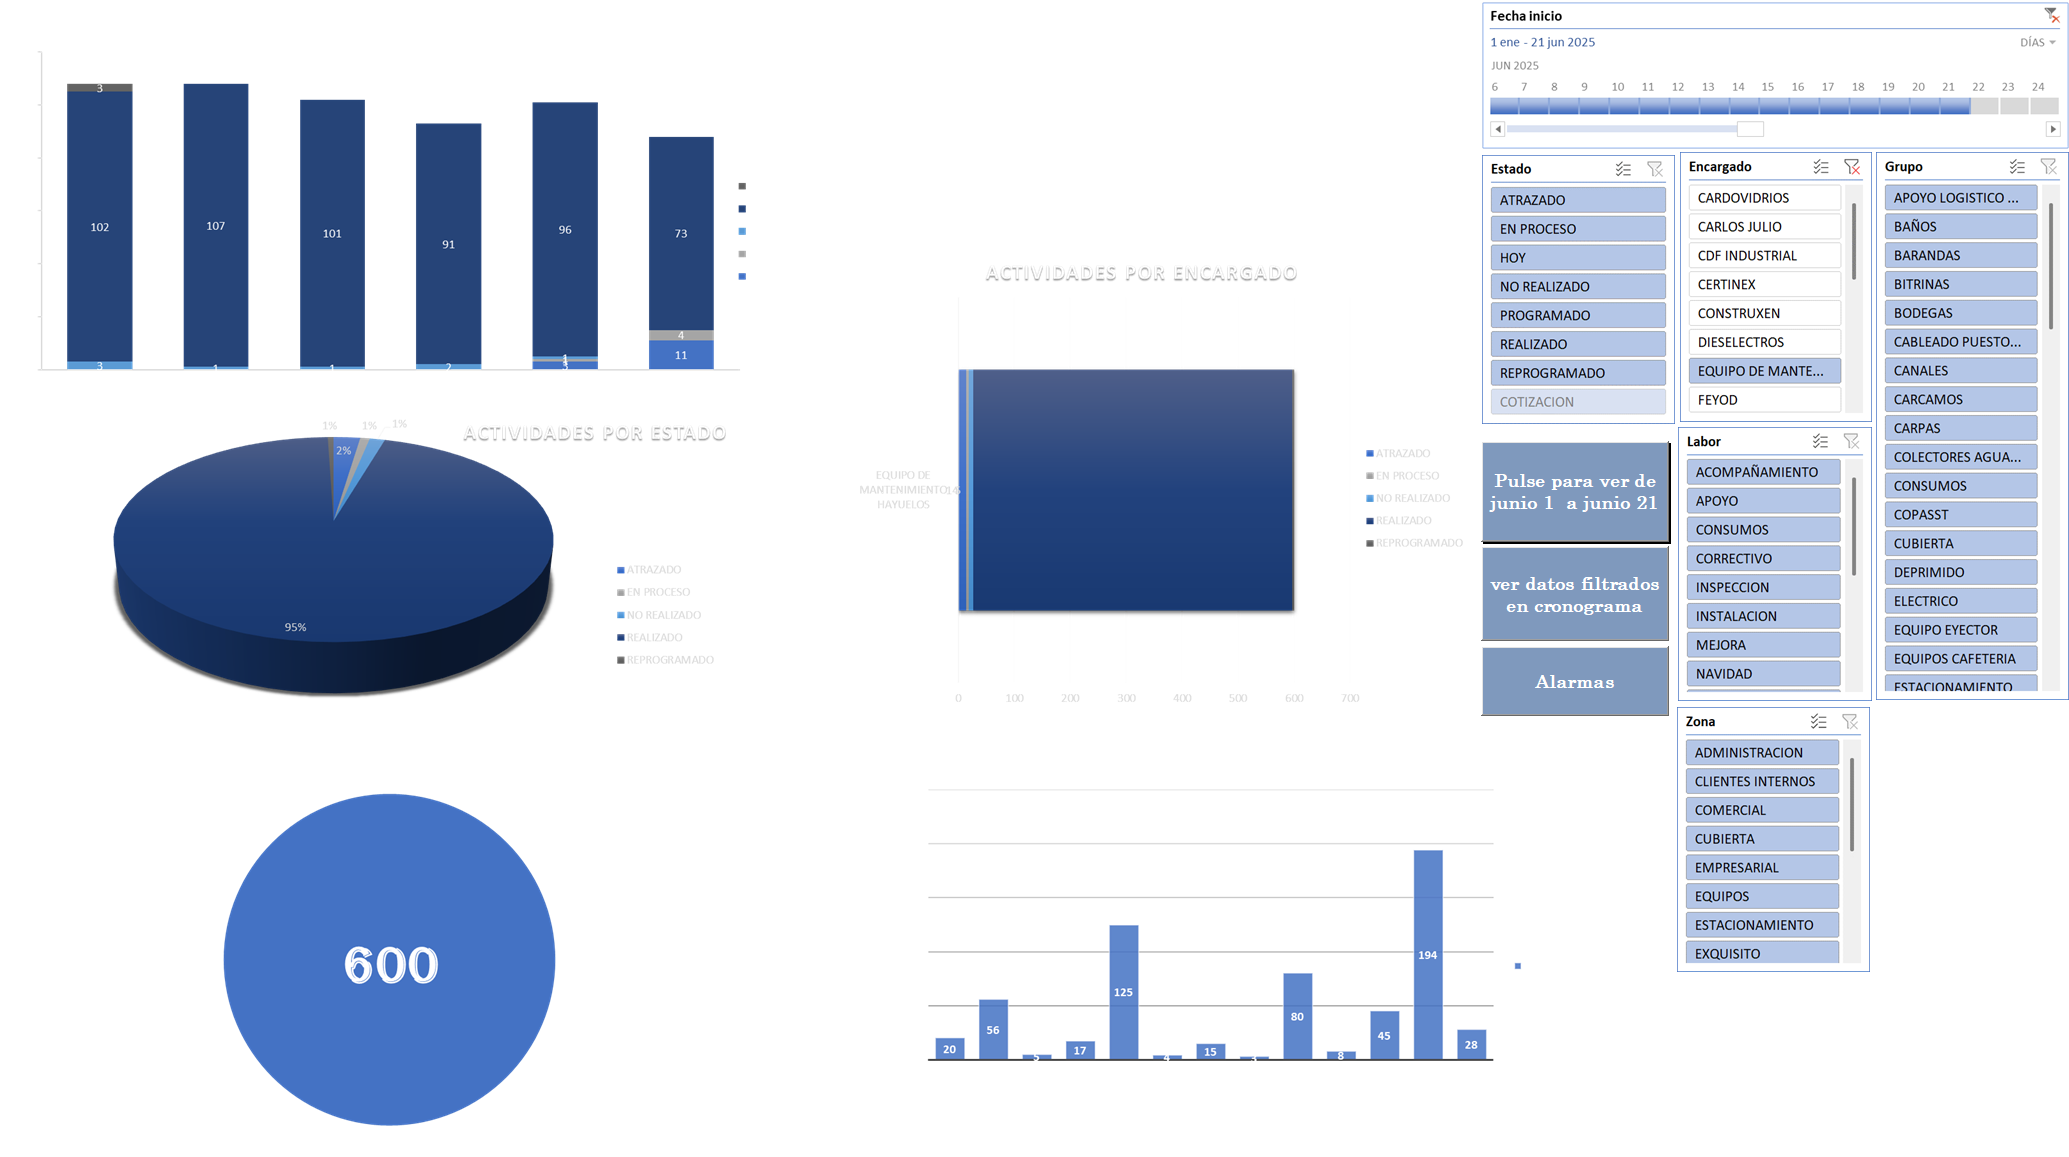 3
102
3
107
1
101
1
91
2
96
1
3
73
4
11
ACTIVIDADES POR ESTADO
1%
1%
1%
2%
95%
ATRAZADO
EN PROCESO
NO REALIZADO
REALIZADO
REPROGRAMADO
600
ACTIVIDADES POR ENCARGADO
EQUIPO DE
MANTENIMIENTO
HAYUELOS
ATRAZADO
EN PROCESO
NO REALIZADO
REALIZADO
REPROGRAMADO
0 100 200 300 400 500 600 700
20
56
5
17
125
4
15
80
8
45
194
28
Fecha inicio
1 ene - 21 jun 2025
DÍAS
JUN 2025
6 7 8 9 10 11 12 13 14 15 16 17 18 19 20 21 22 23 24
Estado
ATRAZADO
EN PROCESO
HOY
NO REALIZADO
PROGRAMADO
REALIZADO
REPROGRAMADO
COTIZACION
Encargado
CARDOVIDRIOS
CARLOS JULIO
CDF INDUSTRIAL
CERTINEX
CONSTRUXEN
DIESELECTROS
EQUIPO DE MANTE...
FEYOD
Grupo
APOYO LOGISTICO ...
BAÑOS
BARANDAS
BITRINAS
BODEGAS
CABLEADO PUESTO...
CANALES
CARCAMOS
CARPAS
COLECTORES AGUA...
CONSUMOS
COPASST
CUBIERTA
DEPRIMIDO
ELECTRICO
EQUIPO EYECTOR
EQUIPOS CAFETERIA
ESTACIONAMIENTO
Pulse para ver de
junio 1 a junio 21
ver datos filtrados
en cronograma
Alarmas
Labor
ACOMPAÑAMIENTO
APOYO
CONSUMOS
CORRECTIVO
INSPECCION
INSTALACION
MEJORA
NAVIDAD
Zona
ADMINISTRACION
CLIENTES INTERNOS
COMERCIAL
CUBIERTA
EMPRESARIAL
EQUIPOS
ESTACIONAMIENTO
EXQUISITO